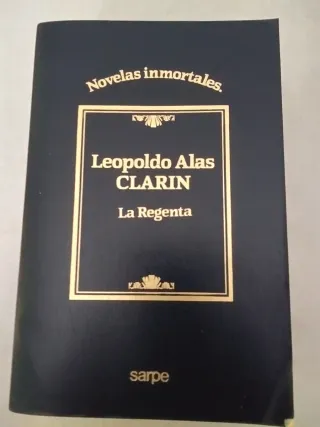 Novelas inmortales.
Leopoldo Alas
CLARIN
La Regenta
sarpe